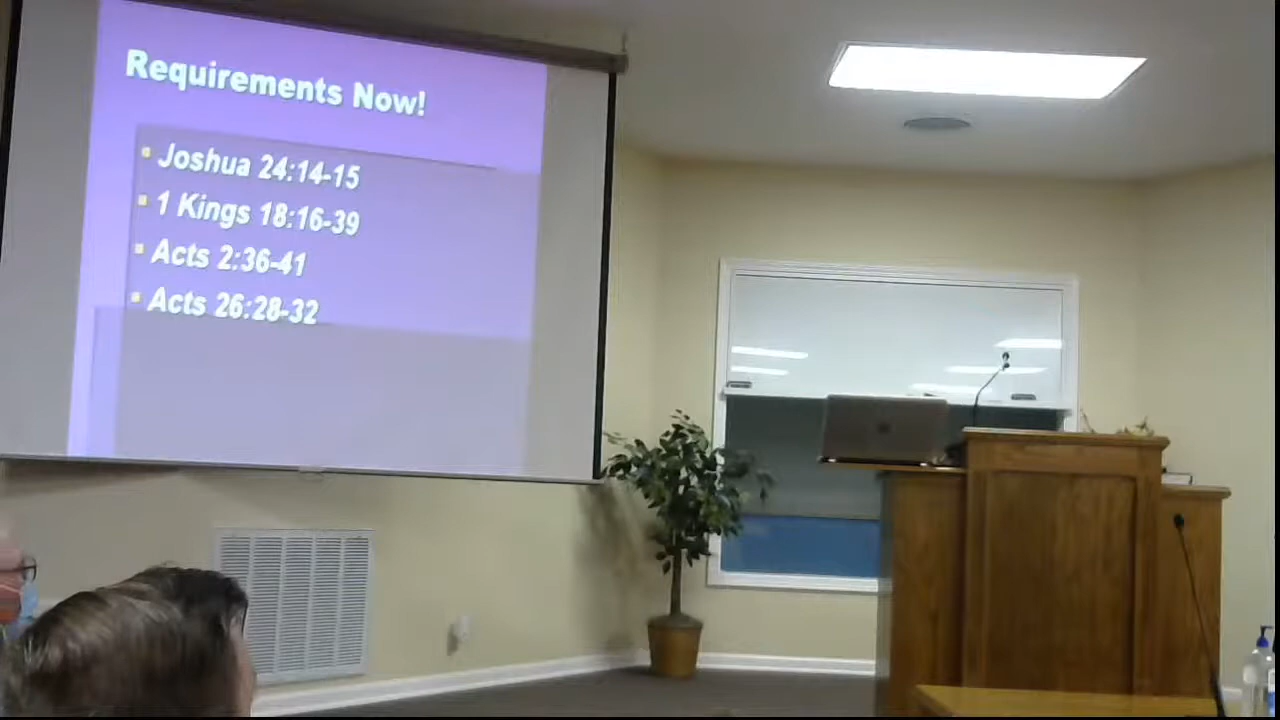 Requirements Now!
Joshua 24:14-15
1 Kings 18:16-39
Acts 2:36-41
Acts 26:28-32